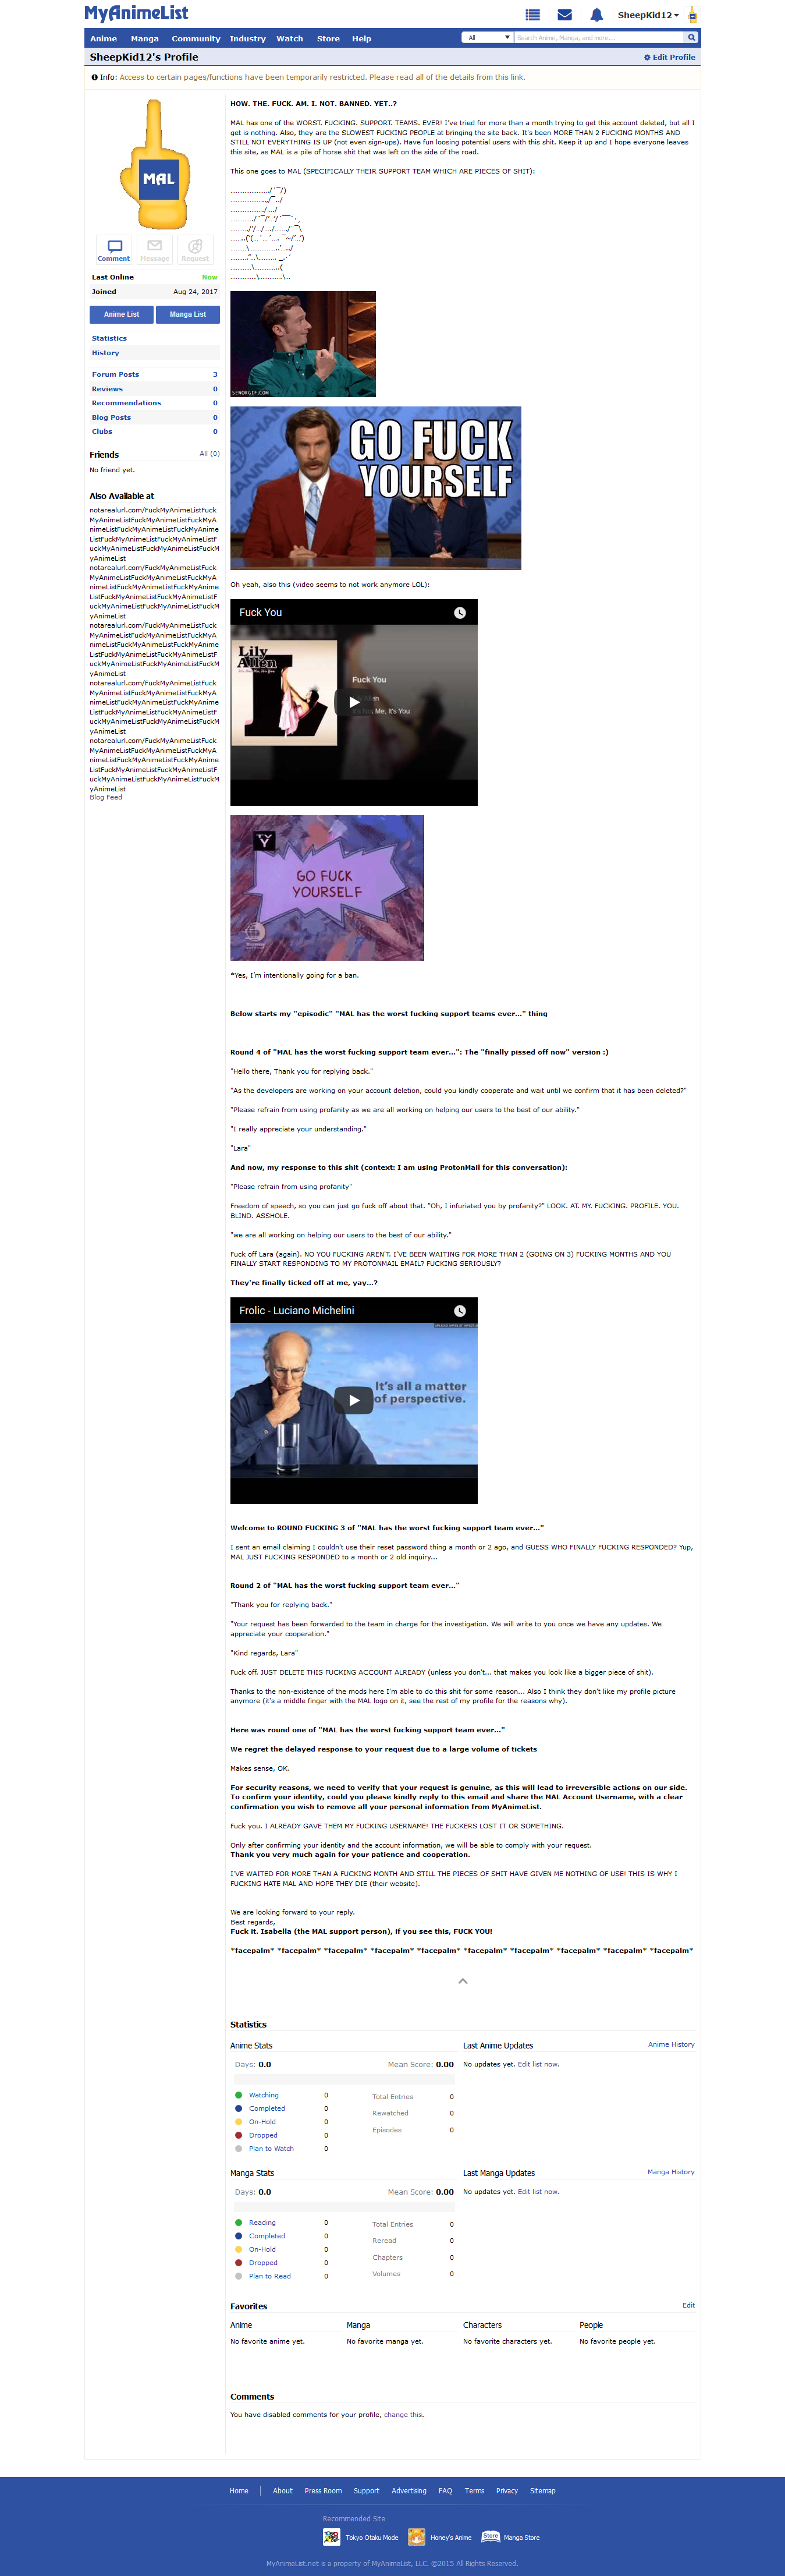 MyAnimeList
SheepKid12
Anime Manga Community Industry Watch Store Help
All
Search Anime, Manga, and more...
SheepKid12's Profile
Edit Profile
Info: Access to certain pages/functions have been temporarily restricted. Please read all of the details from this link.
MAL
Comment Message Request
Last Online Now
Joined Aug 24, 2017
Anime List Manga List
Statistics
History
Forum Posts 3
Reviews 0
Recommendations 0
Blog Posts 0
Clubs 0
Friends All (0)
No friend yet.
Also Available at
notarealurl.com/FuckMyAnimeListFuck
MyAnimeListFuckMyAnimeListFuckMyA
nimeListFuckMyAnimeListFuckMyAnime
ListFuckMyAnimeListFuckMyAnimeListF
uckMyAnimeListFuckMyAnimeListFuckM
yAnimeList
notarealurl.com/FuckMyAnimeListFuck
MyAnimeListFuckMyAnimeListFuckMyA
nimeListFuckMyAnimeListFuckMyAnime
ListFuckMyAnimeListFuckMyAnimeListF
uckMyAnimeListFuckMyAnimeListFuckM
yAnimeList
notarealurl.com/FuckMyAnimeListFuck
MyAnimeListFuckMyAnimeListFuckMyA
nimeListFuckMyAnimeListFuckMyAnime
ListFuckMyAnimeListFuckMyAnimeListF
uckMyAnimeListFuckMyAnimeListFuckM
yAnimeList
notarealurl.com/FuckMyAnimeListFuck
MyAnimeListFuckMyAnimeListFuckMyA
nimeListFuckMyAnimeListFuckMyAnime
ListFuckMyAnimeListFuckMyAnimeListF
uckMyAnimeListFuckMyAnimeListFuckM
yAnimeList
notarealurl.com/FuckMyAnimeListFuck
MyAnimeListFuckMyAnimeListFuckMyA
nimeListFuckMyAnimeListFuckMyAnime
ListFuckMyAnimeListFuckMyAnimeListF
uckMyAnimeListFuckMyAnimeListFuckM
yAnimeList
Blog Feed
HOW. THE. FUCK. AM. I. NOT. BANNED. YET..?
MAL has one of the WORST. FUCKING. SUPPORT. TEAMS. EVER! I've tried for more than a month trying to get this account deleted, but all I
get is nothing. Also, they are the SLOWEST FUCKING PEOPLE at bringing the site back. It's been MORE THAN 2 FUCKING MONTHS AND
STILL NOT EVERYTHING IS UP (not even sign-ups). Have fun loosing potential users with this shit. Keep it up and I hope everyone leaves
this site, as MAL is a pile of horse shit that was left on the side of the road.
This one goes to MAL (SPECIFICALLY THEIR SUPPORT TEAM WHICH ARE PIECES OF SHIT):
SENORGIF.COM
GO FUCK
YOURSELF
Oh yeah, also this (video seems to not work anymore LOL):
Fuck You
Lily
Allen
Fuck You
Me, It's You
TV
Y
GO FUCK
YOURSELF
*Yes, I'm intentionally going for a ban.
Below starts my "episodic" "MAL has the worst fucking support teams ever..." thing
Round 4 of "MAL has the worst fucking support team ever...": The "finally pissed off now" version :)
"Hello there, Thank you for replying back."
"As the developers are working on your account deletion, could you kindly cooperate and wait until we confirm that it has been deleted?"
"Please refrain from using profanity as we are all working on helping our users to the best of our ability."
"I really appreciate your understanding."
"Lara"
And now, my response to this shit (context: I am using ProtonMail for this conversation):
"Please refrain from using profanity"
Freedom of speech, so you can just go fuck off about that. "Oh, I infuriated you by profanity?" LOOK. AT. MY. FUCKING. PROFILE. YOU.
BLIND. ASSHOLE.
"we are all working on helping our users to the best of our ability."
Fuck off Lara (again). NO YOU FUCKING AREN'T. I'VE BEEN WAITING FOR MORE THAN 2 (GOING ON 3) FUCKING MONTHS AND YOU
FINALLY START RESPONDING TO MY PROTONMAIL EMAIL? FUCKING SERIOUSLY?
They're finally ticked off at me, yay...?
Frolic - Luciano Michelini
It's all a matter
of perspective.
Welcome to ROUND FUCKING 3 of "MAL has the worst fucking support team ever..."
I sent an email claiming I couldn't use their reset password thing a month or 2 ago, and GUESS WHO FINALLY FUCKING RESPONDED? Yup,
MAL JUST FUCKING RESPONDED to a month or 2 old inquiry...
Round 2 of "MAL has the worst fucking support team ever..."
"Thank you for replying back."
"Your request has been forwarded to the team in charge for the investigation. We will write to you once we have any updates. We
appreciate your cooperation."
"Kind regards, Lara"
Fuck off. JUST DELETE THIS FUCKING ACCOUNT ALREADY (unless you don't... that makes you look like a bigger piece of shit).
Thanks to the non-existence of the mods here I'm able to do this shit for some reason... Also I think they don't like my profile picture
anymore (it's a middle finger with the MAL logo on it, see the rest of my profile for the reasons why).
Here was round one of "MAL has the worst fucking support team ever..."
We regret the delayed response to your request due to a large volume of tickets
Makes sense, OK.
For security reasons, we need to verify that your request is genuine, as this will lead to irreversible actions on our side.
To confirm your identity, could you please kindly reply to this email and share the MAL Account Username, with a clear
confirmation you wish to remove all your personal information from MyAnimeList.
Fuck you. I ALREADY GAVE THEM MY FUCKING USERNAME! THE FUCKERS LOST IT OR SOMETHING.
Only after confirming your identity and the account information, we will be able to comply with your request.
Thank you very much again for your patience and cooperation.
I'VE WAITED FOR MORE THAN A FUCKING MONTH AND STILL THE PIECES OF SHIT HAVE GIVEN ME NOTHING OF USE! THIS IS WHY I
FUCKING HATE MAL AND HOPE THEY DIE (their website).
We are looking forward to your reply.
Best regards,
Fuck it. Isabella (the MAL support person), if you see this, FUCK YOU!
*facepalm* *facepalm* *facepalm* *facepalm* *facepalm* *facepalm* *facepalm* *facepalm* *facepalm* *facepalm*
Statistics
Anime Stats
Days: 0.0 Mean Score: 0.00
Watching 0 Total Entries 0
Completed 0 Rewatched 0
On-Hold 0 Episodes 0
Dropped 0
Plan to Watch 0
Last Anime Updates Anime History
No updates yet. Edit list now.
Manga Stats
Days: 0.0 Mean Score: 0.00
Reading 0 Total Entries 0
Completed 0 Reread 0
On-Hold 0 Chapters 0
Dropped 0 Volumes 0
Plan to Read 0
Last Manga Updates Manga History
No updates yet. Edit list now.
Favorites Edit
Anime Manga Characters People
No favorite anime yet. No favorite manga yet. No favorite characters yet. No favorite people yet.
Comments
You have disabled comments for your profile, change this.
Home About Press Room Support Advertising FAQ Terms Privacy Sitemap
Recommended Site
Tokyo Otaku Mode Honey's Anime Store Manga Store
MyAnimeList.net is a property of MyAnimeList, LLC. ©2015 All Rights Reserved.